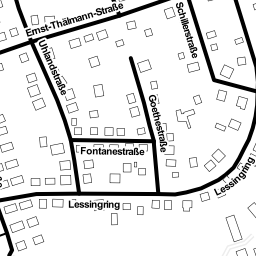 Ernst-Thälmann-Straße
Schillerstraße
Uhlandstraße
Goethestraße
Fontanestraße
Lessingring
Lessingring